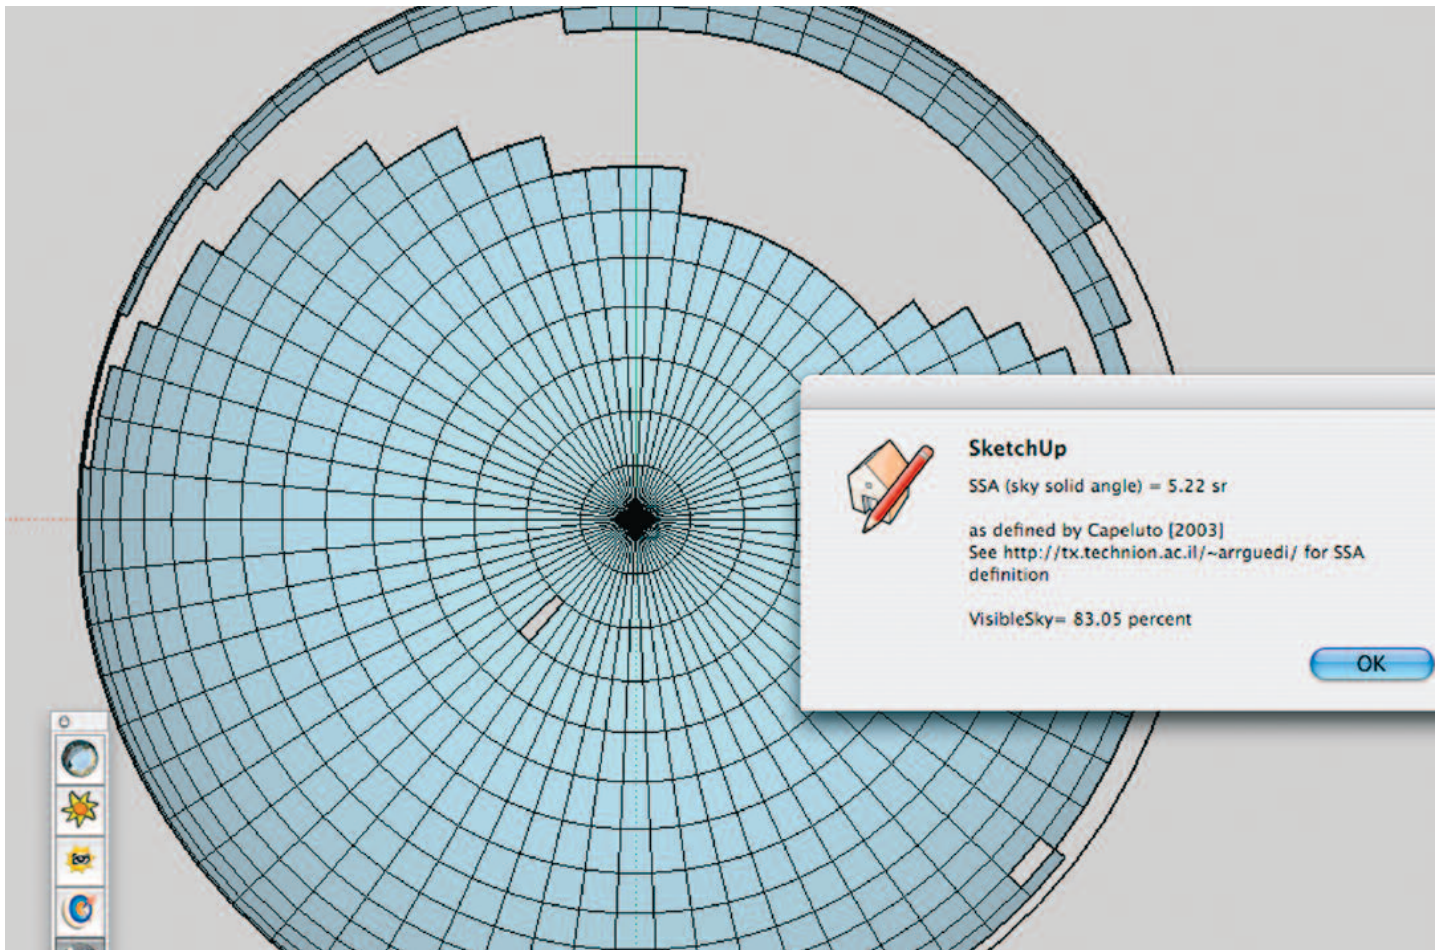 SketchUp
SSA (sky solid angle) = 5.22 sr
as defined by Capeluto [2003]
See http://tx.technion.ac.il/~arrguedi/ for SSA
definition
VisibleSky= 83.05 percent
OK